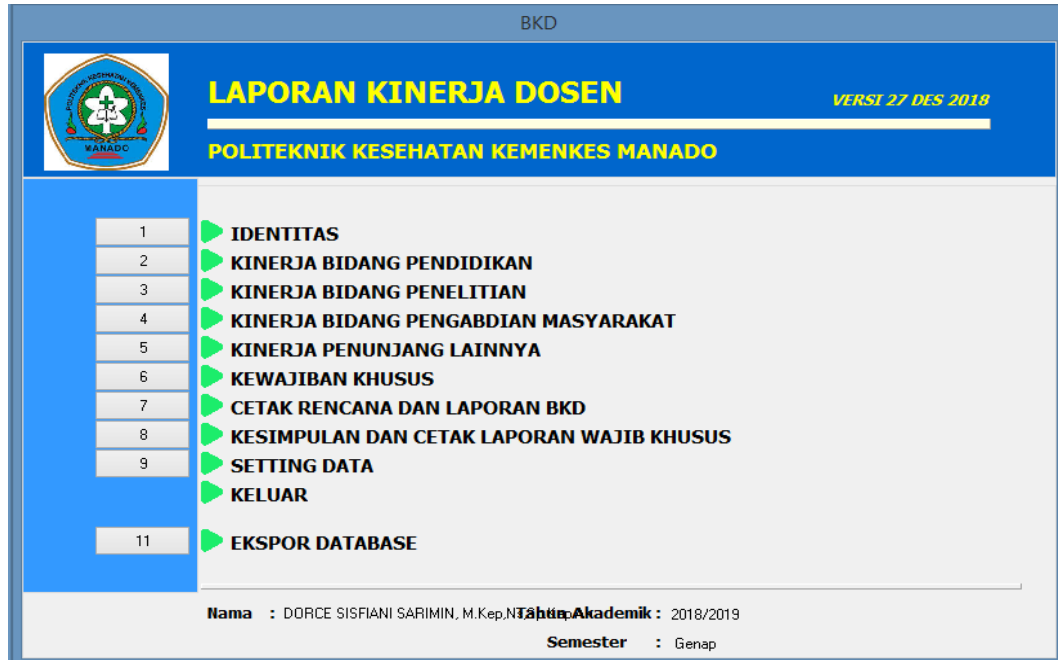 BKD
LAPORAN KINERJA DOSEN
VERSI 27 DES 2018
POLITEKNIK KESEHATAN KEMENKES MANADO
MANADO
1 IDENTITAS
2 KINERJA BIDANG PENDIDIKAN
3 KINERJA BIDANG PENELITIAN
4 KINERJA BIDANG PENGABDIAN MASYARAKAT
5 KINERJA PENUNJANG LAINNYA
6 KEWAJIBAN KHUSUS
7 CETAK RENCANA DAN LAPORAN BKD
8 KESIMPULAN DAN CETAK LAPORAN WAJIB KHUSUS
9 SETTING DATA
KELUAR
11 EKSPOR DATABASE
Nama : DORCE SISFIANI SARIMIN, M.Kep, Tahun Akademik : 2018/2019
Semester : Genap